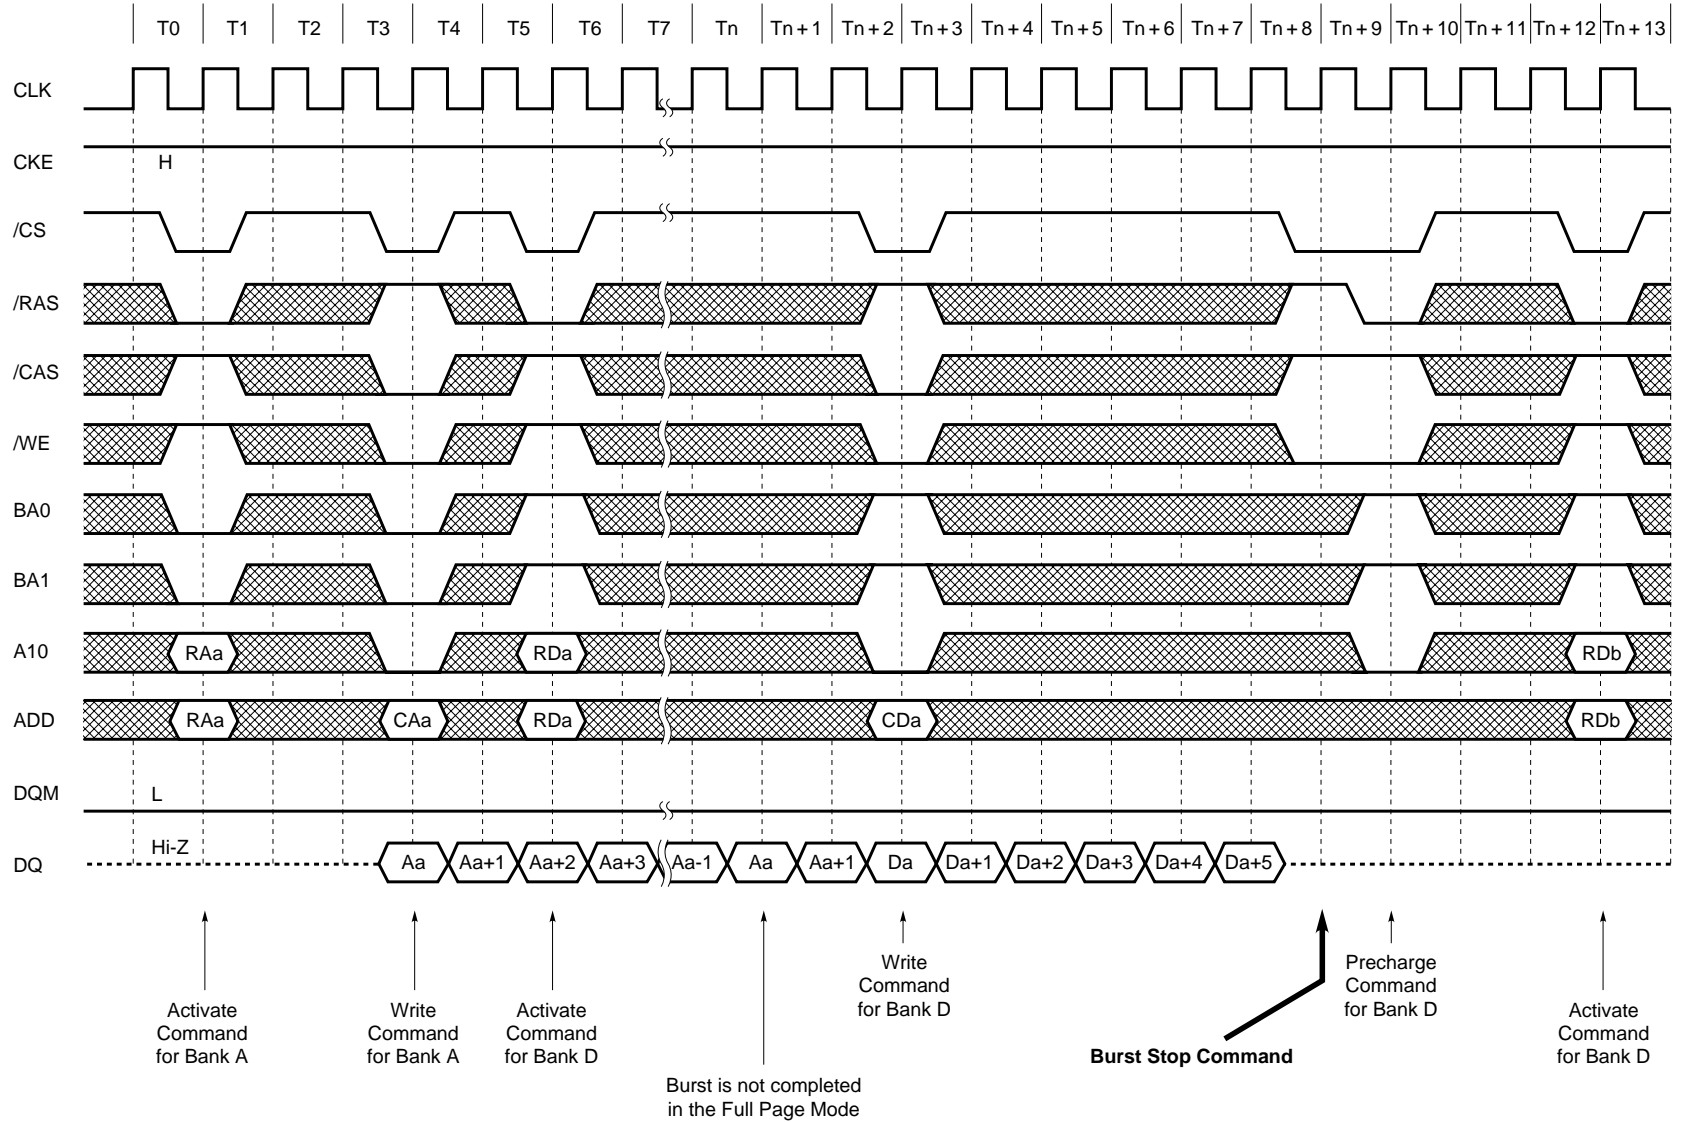 T0 T1 T2 T3 T4 T5 T6 T7 Tn Tn + 1 Tn + 2 Tn + 3 Tn + 4 Tn + 5 Tn + 6 Tn + 7 Tn + 8 Tn + 9 Tn + 10 Tn + 11 Tn + 12 Tn + 13
CLK
CKE H
/CS
/RAS
/CAS
/WE
BA0
BA1
A10 RAa RDa RDb
ADD RAa CAa RDa CDa RDb
DQM L
Hi-Z
DQ Aa Aa+1 Aa+2 Aa+3 Aa-1 Aa Aa+1 Da Da+1 Da+2 Da+3 Da+4 Da+5
Activate
Command
for Bank A
Write
Command
for Bank A
Activate
Command
for Bank D
Burst is not completed
in the Full Page Mode
Write
Command
for Bank D
Burst Stop Command
Precharge
Command
for Bank D
Activate
Command
for Bank D